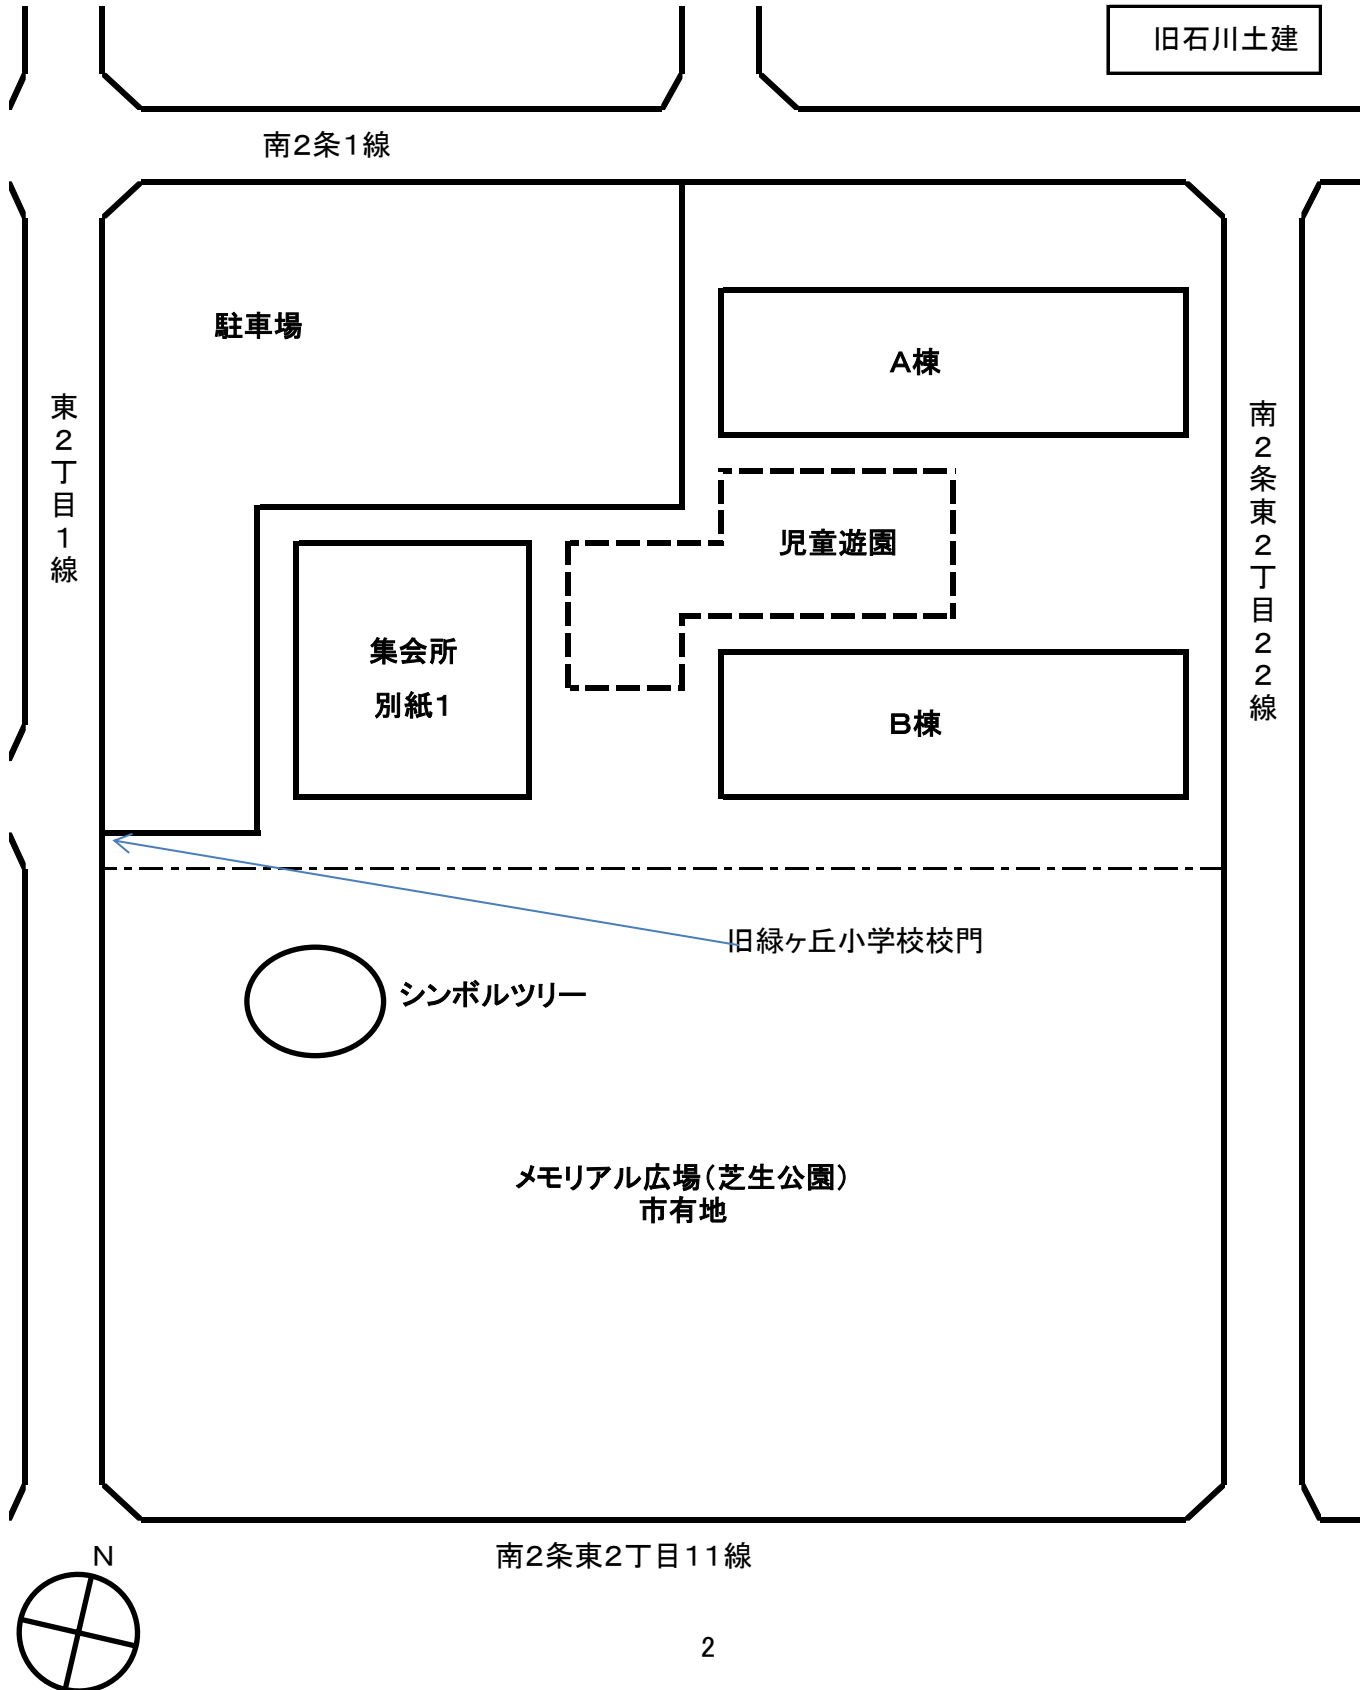 旧石川土建
南2条1線
駐車場
A棟
東2丁目1線
南2条東2丁目22線
児童遊園
集会所
別紙1
B棟
旧緑ヶ丘小学校校門
シンボルツリー
メモリアル広場(芝生公園)
市有地
南2条東2丁目11線
N
2